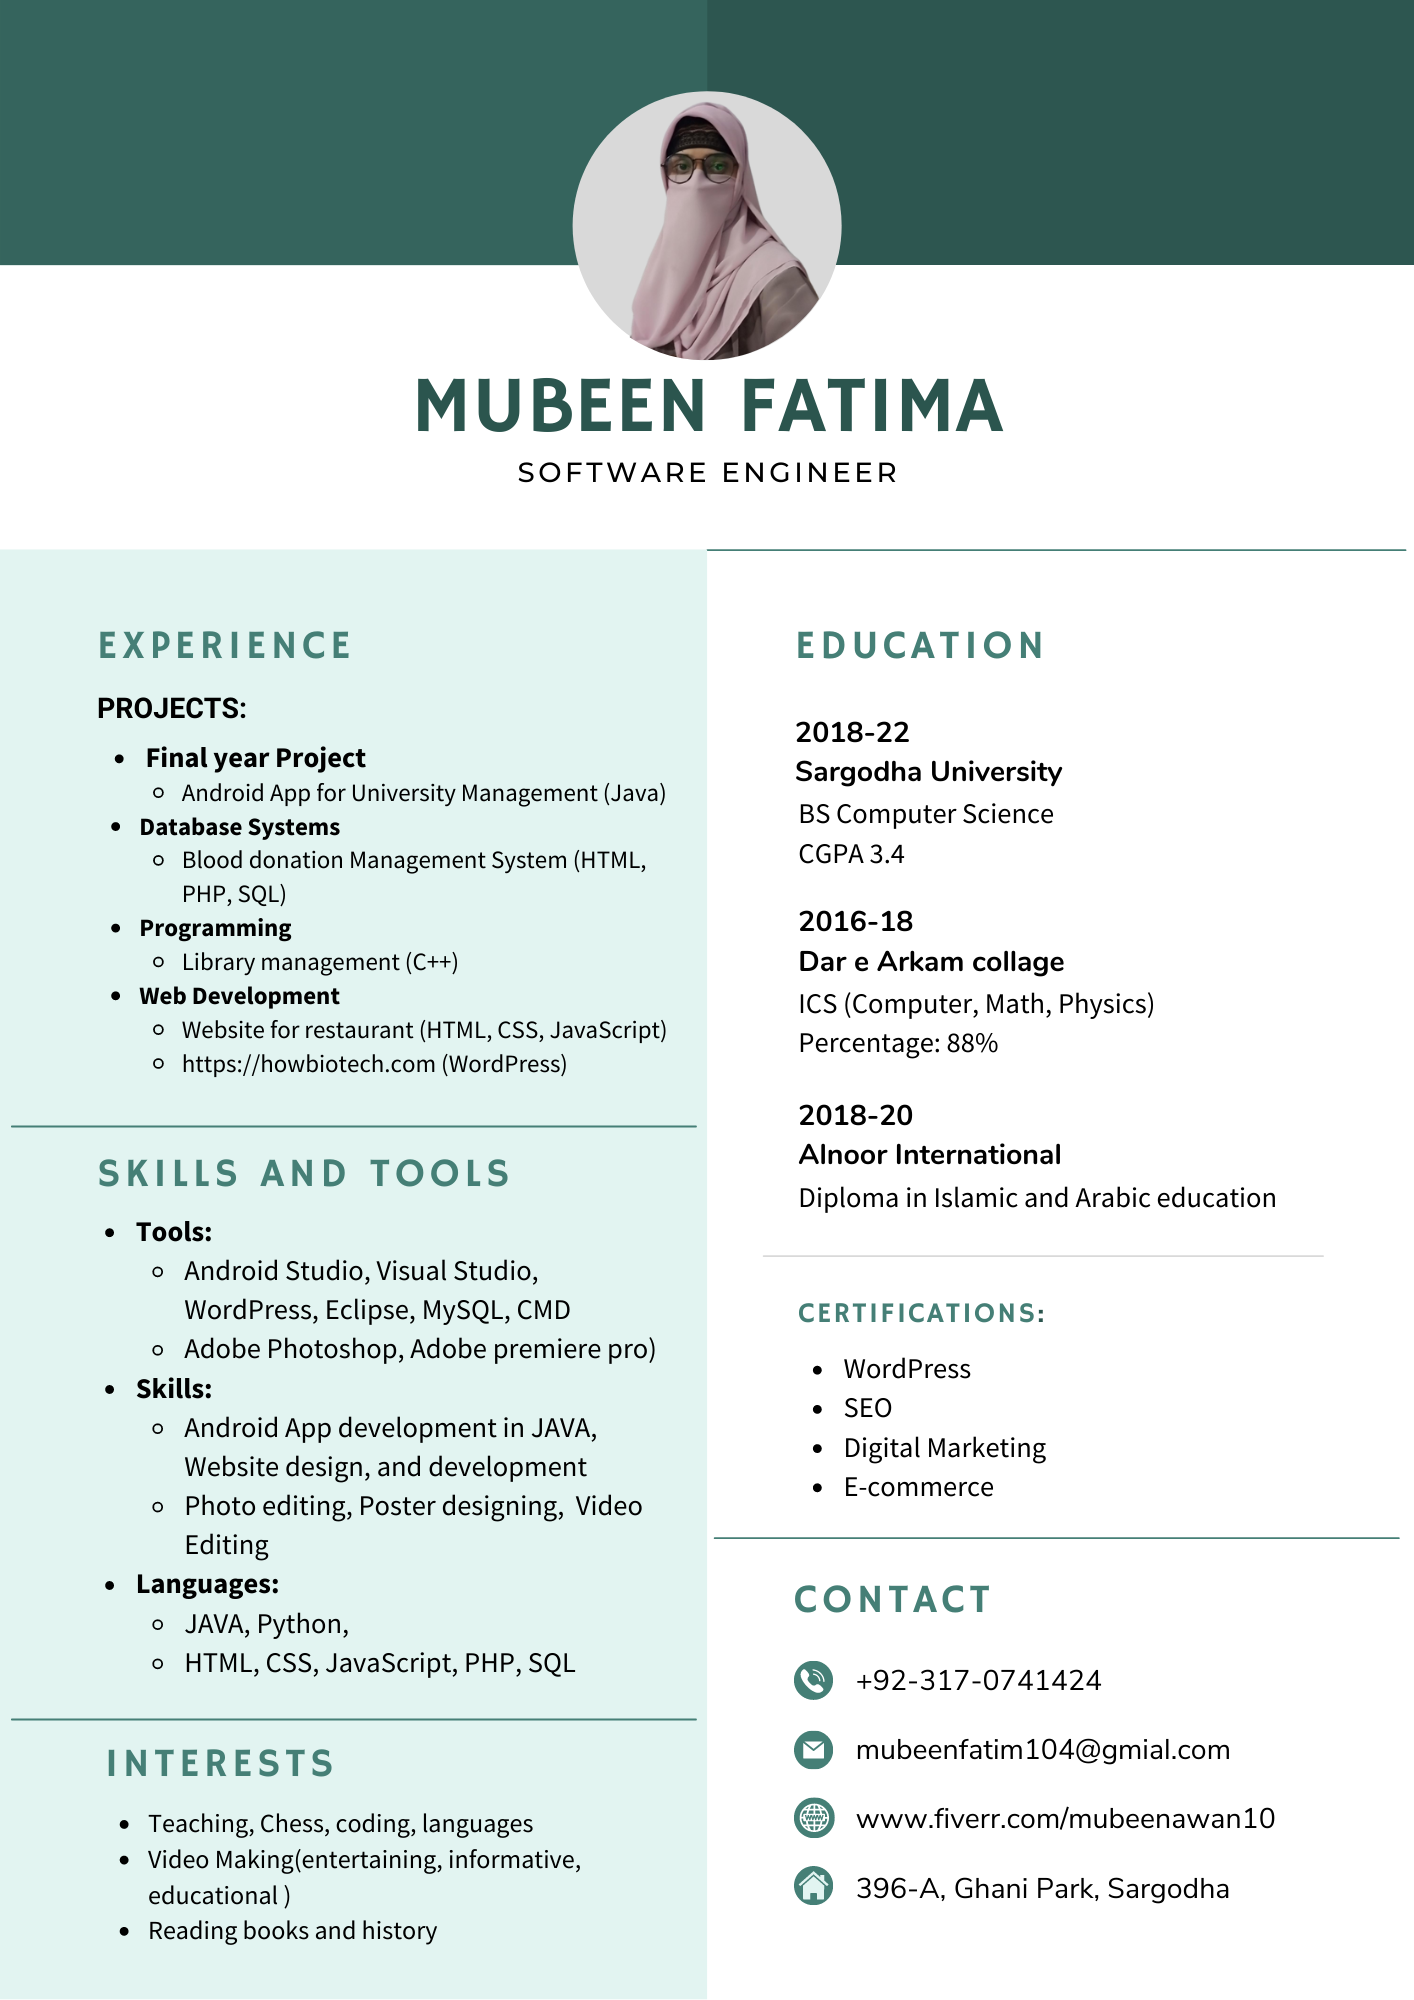 MUBEEN FATIMA
SOFTWARE ENGINEER
EXPERIENCE
PROJECTS:
• Final year Project
◦ Android App for University Management (Java)
• Database Systems
◦ Blood donation Management System (HTML,
PHP, SQL)
• Programming
◦ Library management (C++)
• Web Development
◦ Website for restaurant (HTML, CSS, JavaScript)
◦ https://howbiotech.com (WordPress)
SKILLS AND TOOLS
• Tools:
◦ Android Studio, Visual Studio,
WordPress, Eclipse, MySQL, CMD
◦ Adobe Photoshop, Adobe premiere pro)
• Skills:
◦ Android App development in JAVA,
Website design, and development
◦ Photo editing, Poster designing,  Video
Editing
• Languages:
◦ JAVA, Python,
◦ HTML, CSS, JavaScript, PHP, SQL
INTERESTS
• Teaching, Chess, coding, languages
• Video Making(entertaining, informative,
educational )
• Reading books and history
EDUCATION
2018-22
Sargodha University
BS Computer Science
CGPA 3.4
2016-18
Dar e Arkam collage
ICS (Computer, Math, Physics)
Percentage: 88%
2018-20
Alnoor International
Diploma in Islamic and Arabic education
CERTIFICATIONS:
• WordPress
• SEO
• Digital Marketing
• E-commerce
CONTACT
+92-317-0741424
mubeenfatim104@gmial.com
www.fiverr.com/mubeenawan10
396-A, Ghani Park, Sargodha